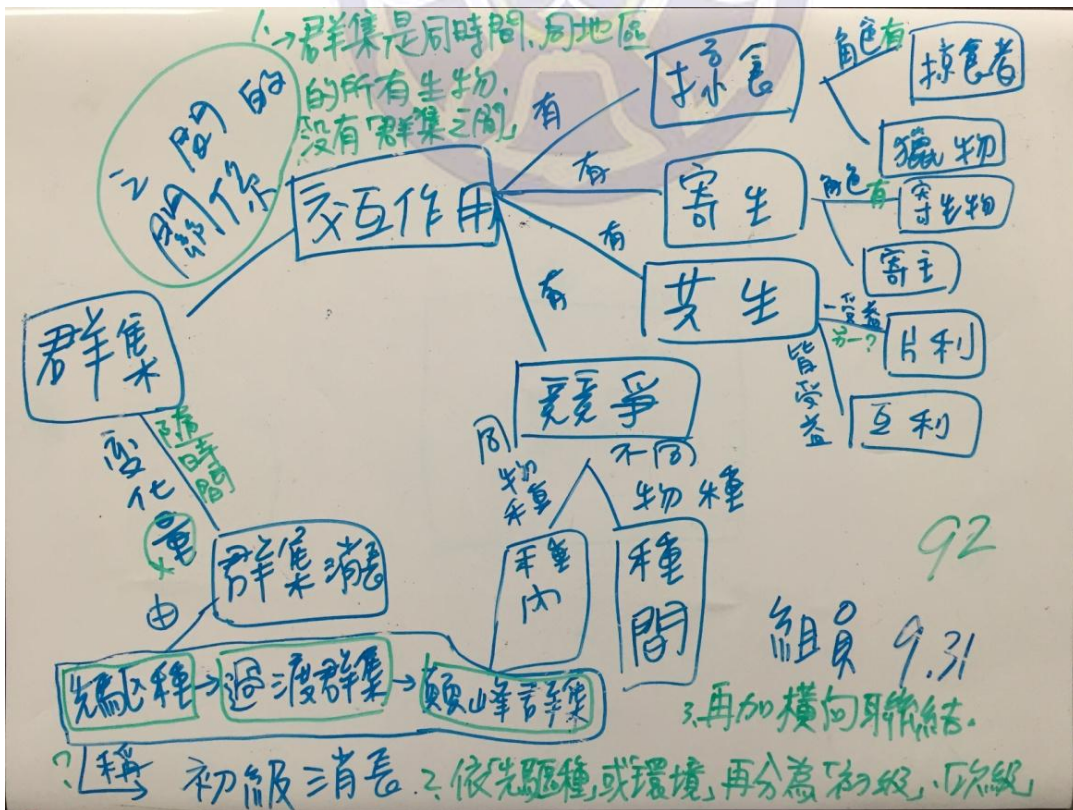 1.→群集是同時間、同地區
的所有生物.
沒有「群集之間」
之間的
關係
交互作用
有
掠食
角色有
掠食者
獵物
有
寄生
角色有
寄生物
寄主
有
共生
一受益
另一?
片利
皆受益
互利
有
競爭
同物種
不同
物種
種內
種間
群集
變化量
×
隨時間
群集消長
由
先驅種→過渡群集→顛峰群集
?
稱
初級消長
2.依「先驅種」或「環境」再分為「初級」、「次級」
3.再加橫向聯結.
92
組員 9.31